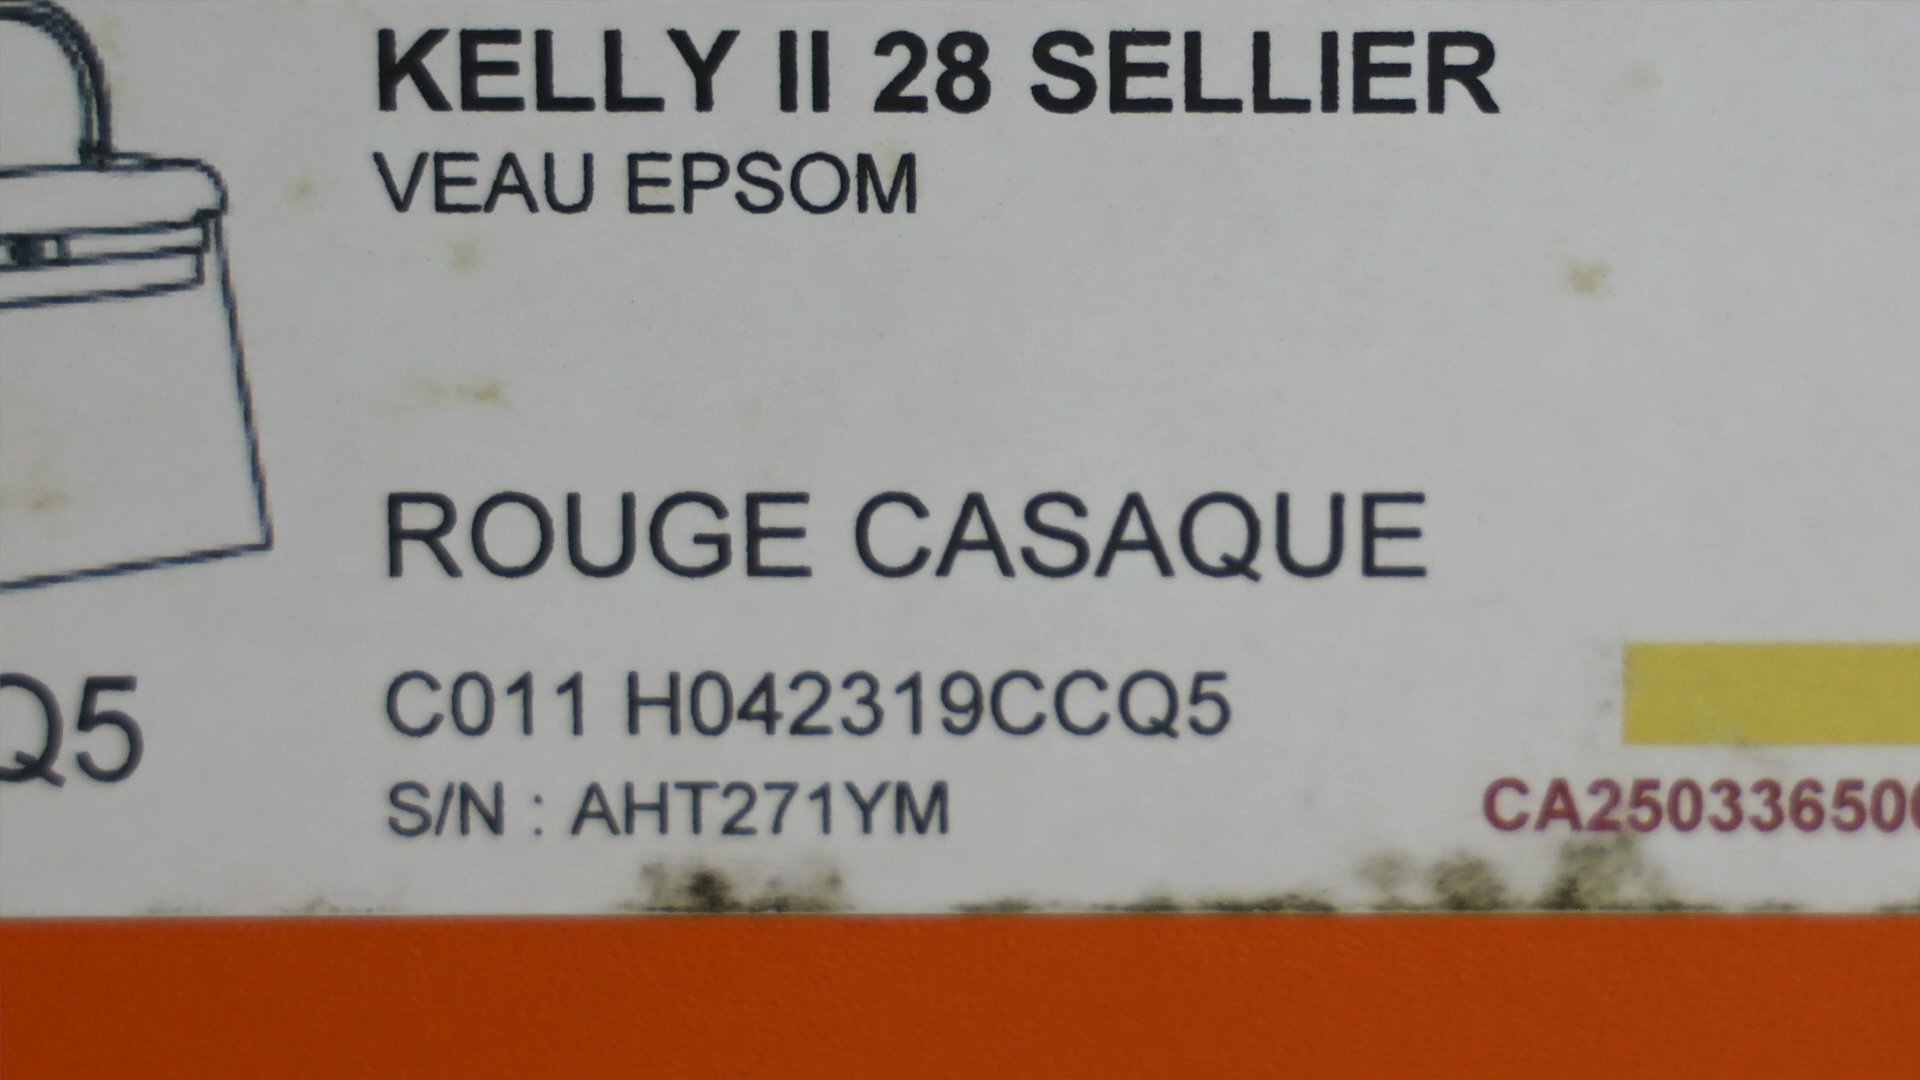 KELLY II 28 SELLIER
VEAU EPSOM
ROUGE CASAQUE
Q5
C011 H042319CCQ5
S/N : AHT271YM
CA25033650